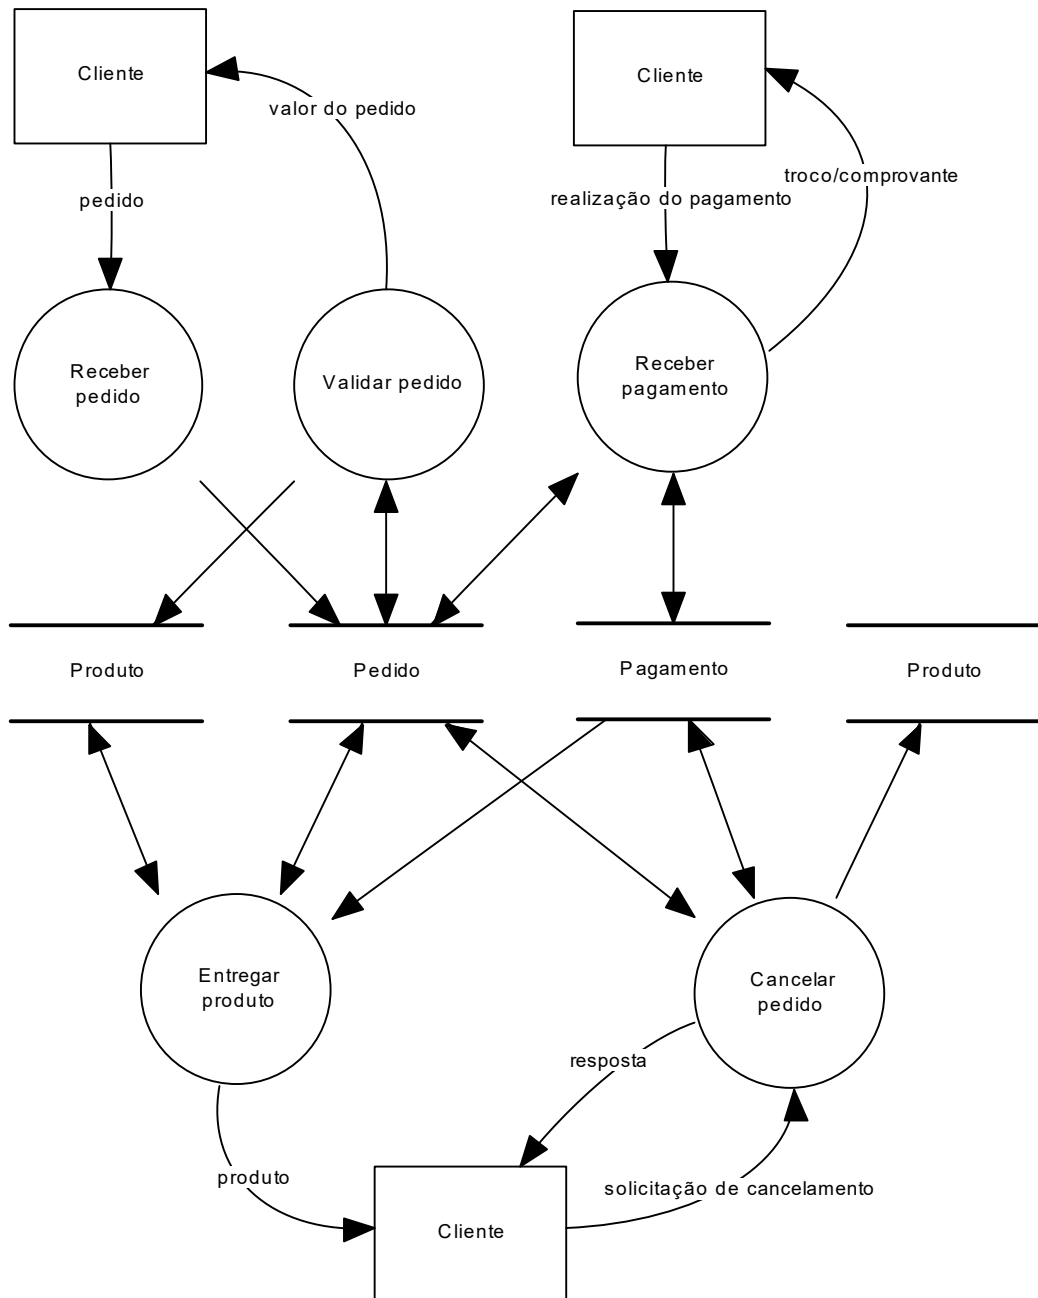 Cliente
Cliente
valor do pedido
troco/comprovante
pedido
realização do pagamento
Receber
pedido
Validar pedido
Receber
pagamento
Produto
Pedido
Pagamento
Produto
Entregar
produto
Cancelar
pedido
resposta
produto
solicitação de cancelamento
Cliente